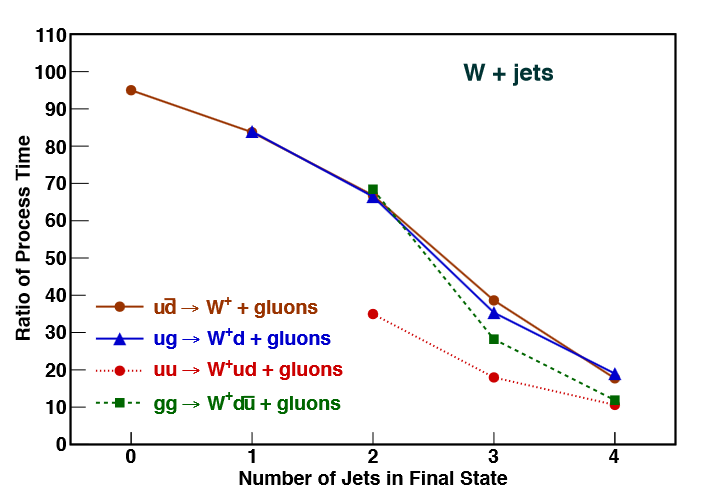 W + jets
110
100
90
80
70
60
50
40
30
20
10
0
Ratio of Process Time
ud̅ → W⁺ + gluons
ug → W⁺d + gluons
uu → W⁺ud + gluons
gg → W⁺du̅ + gluons
0 1 2 3 4
Number of Jets in Final State